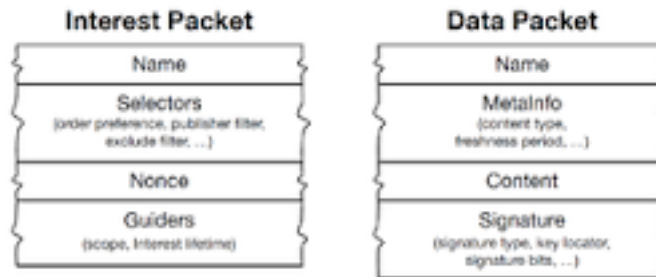 Interest Packet
Name
Selectors
(order preference, publisher filter,
exclude filter, ...)
Nonce
Guiders
(scope, Interest lifetime)
Data Packet
Name
MetaInfo
(content type,
freshness period, ...)
Content
Signature
(signature type, key locator,
signature bits, ...)